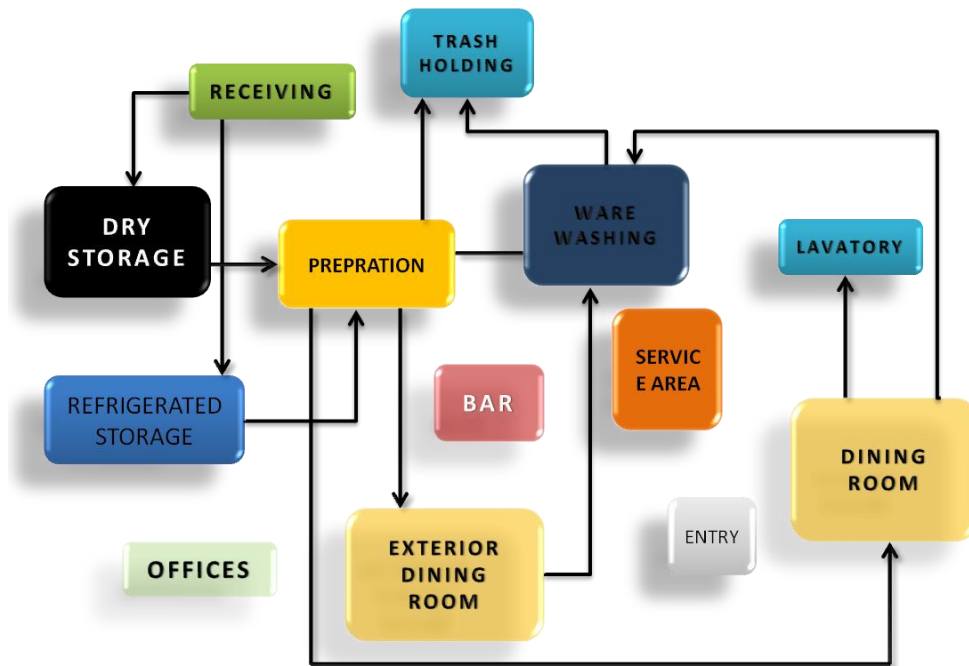 TRASH
HOLDING
RECEIVING
DRY
STORAGE
PREPRATION
WARE
WASHING
LAVATORY
SERVIC
E AREA
REFRIGERATED
STORAGE
BAR
DINING
ROOM
EXTERIOR
DINING
ROOM
ENTRY
OFFICES